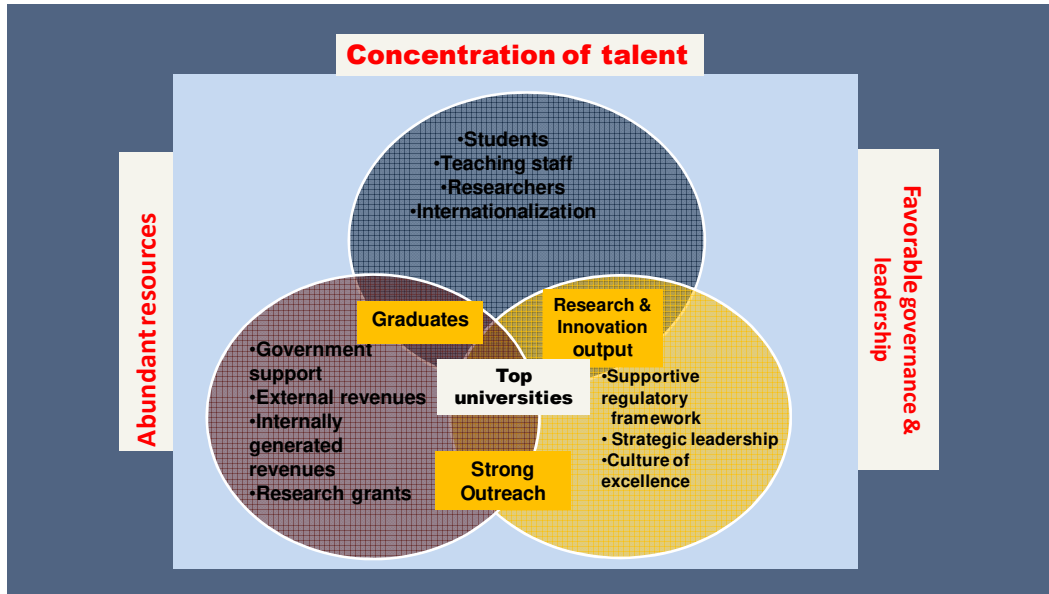 Concentration of talent
•Students
•Teaching staff
•Researchers
•Internationalization
Abundant resources
Favorable governance &
leadership
Graduates
Research &
Innovation
output
•Government
support
•External revenues
•Internally
generated
revenues
•Research grants
Top
universities
•Supportive
regulatory
framework
• Strategic leadership
•Culture of
excellence
Strong
Outreach